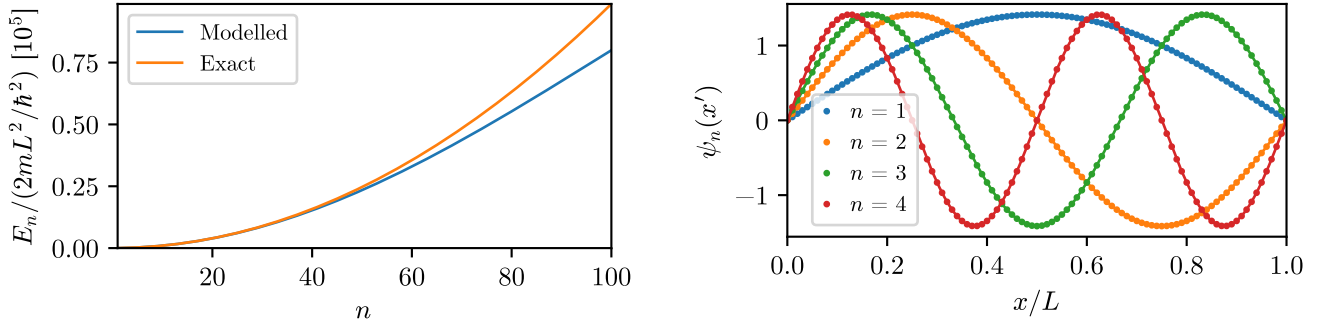 E_n/(2mL^2/ħ^2) [10^5]
0.75
0.50
0.25
0.00
Modelled
Exact
20 40 60 80 100
n
ψ_n(x′)
1
0
−1
n = 1
n = 2
n = 3
n = 4
0.0 0.2 0.4 0.6 0.8 1.0
x/L